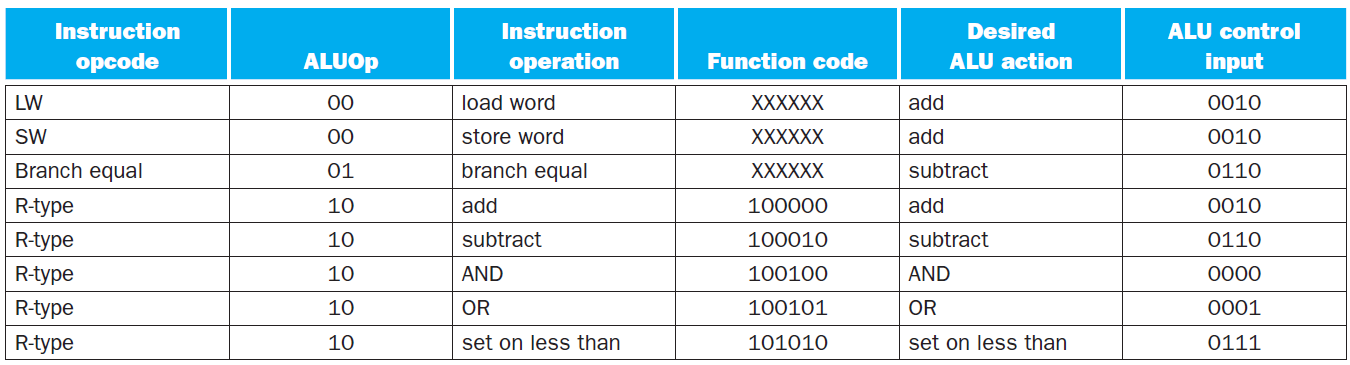 Instruction opcode ALUOp Instruction operation Function code Desired ALU action ALU control input
LW 00 load word XXXXXX add 0010
SW 00 store word XXXXXX add 0010
Branch equal 01 branch equal XXXXXX subtract 0110
R-type 10 add 100000 add 0010
R-type 10 subtract 100010 subtract 0110
R-type 10 AND 100100 AND 0000
R-type 10 OR 100101 OR 0001
R-type 10 set on less than 101010 set on less than 0111